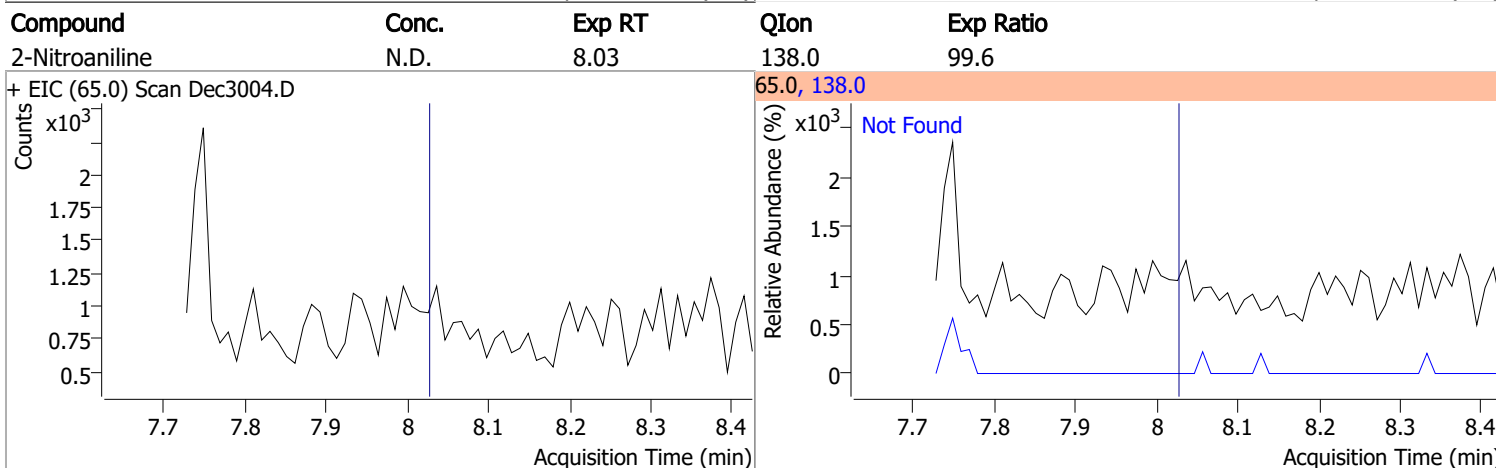 Compound Conc. Exp RT QIon Exp Ratio
2-Nitroaniline N.D. 8.03 138.0 99.6
+ EIC (65.0) Scan Dec3004.D
Counts
x10³
2
1.75
1.5
1.25
1
0.75
0.5
7.7 7.8 7.9 8 8.1 8.2 8.3 8.4
Acquisition Time (min)
65.0, 138.0
Relative Abundance (%)
x10³
Not Found
2
1.5
1
0.5
0
7.7 7.8 7.9 8 8.1 8.2 8.3 8.4
Acquisition Time (min)